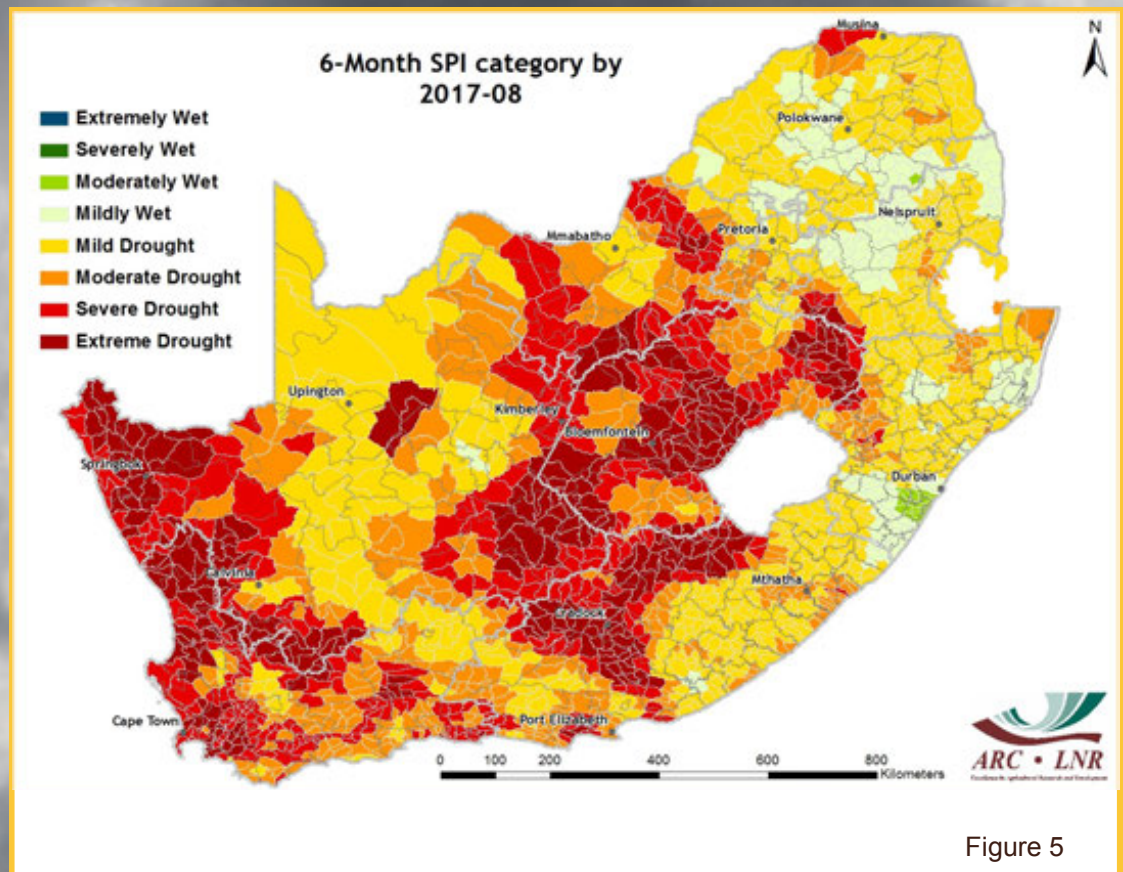 6-Month SPI category by
2017-08
N
Extremely Wet
Severely Wet
Moderately Wet
Mildly Wet
Mild Drought
Moderate Drought
Severe Drought
Extreme Drought
Musina
Polokwane
Nelspruit
Pretoria
Mmabatho
Upington
Kimberley
Bloemfontein
Springbok
Durban
Calvinia
Mthatha
Cape Town
Port Elizabeth
0 100 200 400 600 800
Kilometers
ARC • LNR
Figure 5